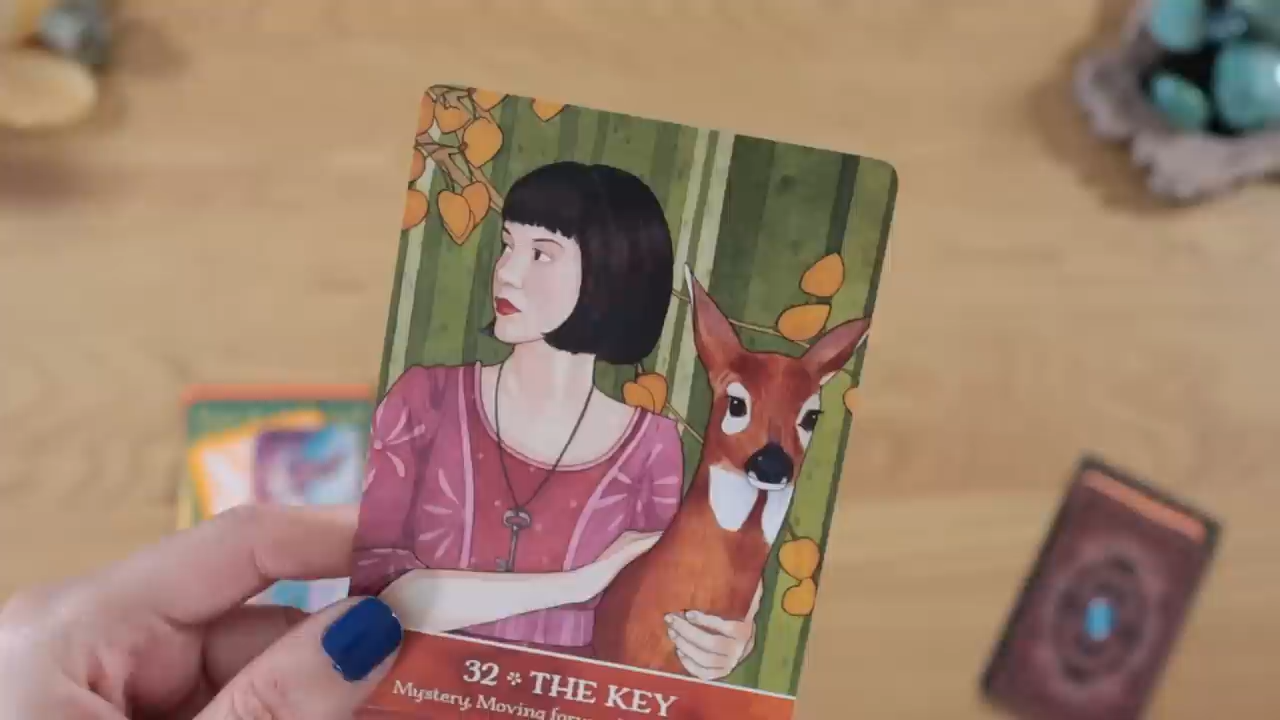 32 ❉ THE KEY
Mystery, Moving